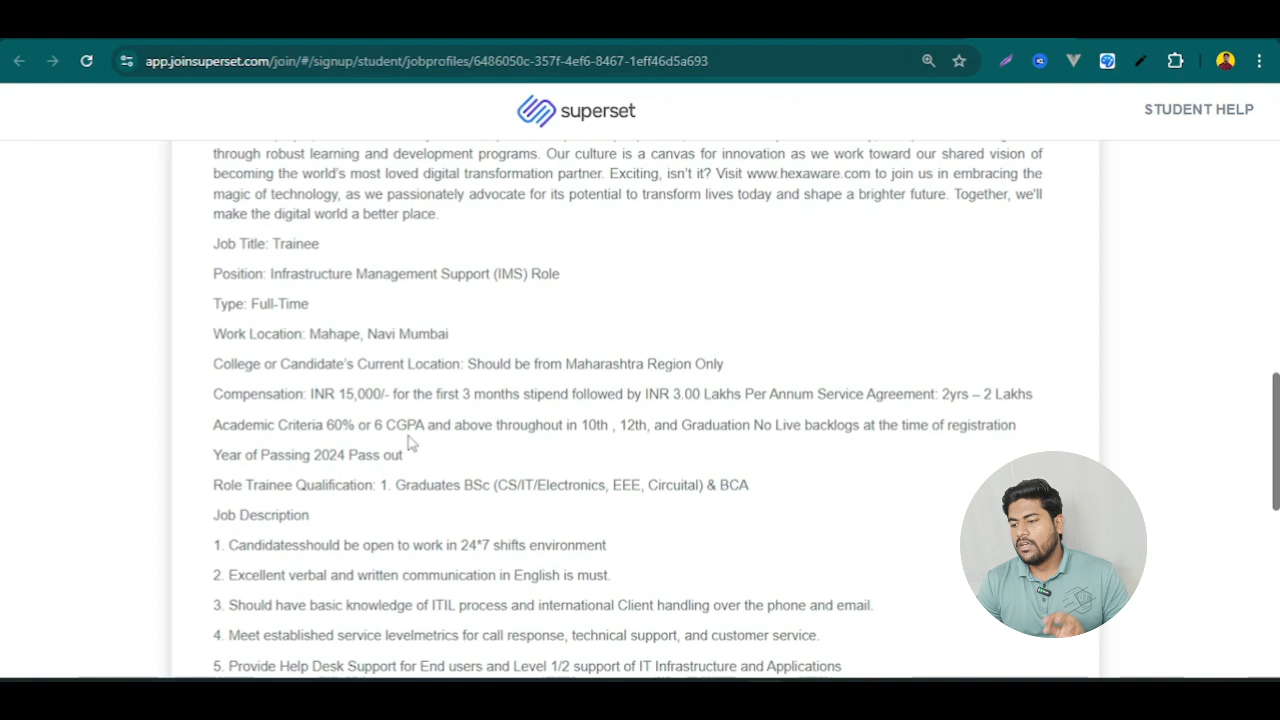 app.joinsuperset.com/join/#/signup/student/jobprofiles/6486050c-357f-4ef6-8467-1eff46d5a693
superset
STUDENT HELP
through robust learning and development programs. Our culture is a canvas for innovation as we work toward our shared vision of
becoming the world's most loved digital transformation partner. Exciting, isn't it? Visit www.hexaware.com to join us in embracing the
magic of technology, as we passionately advocate for its potential to transform lives today and shape a brighter future. Together, we'll
make the digital world a better place.
Job Title: Trainee
Position: Infrastructure Management Support (IMS) Role
Type: Full-Time
Work Location: Mahape, Navi Mumbai
College or Candidate's Current Location: Should be from Maharashtra Region Only
Compensation: INR 15,000/- for the first 3 months stipend followed by INR 3.00 Lakhs Per Annum Service Agreement: 2yrs – 2 Lakhs
Academic Criteria 60% or 6 CGPA and above throughout in 10th , 12th, and Graduation No Live backlogs at the time of registration
Year of Passing 2024 Pass out
Role Trainee Qualification: 1. Graduates BSc (CS/IT/Electronics, EEE, Circuital) & BCA
Job Description
1. Candidatesshould be open to work in 24*7 shifts environment
2. Excellent verbal and written communication in English is must.
3. Should have basic knowledge of ITIL process and international Client handling over the phone and email.
4. Meet established service levelmetrics for call response, technical support, and customer service.
5. Provide Help Desk Support for End users and Level 1/2 support of IT Infrastructure and Applications